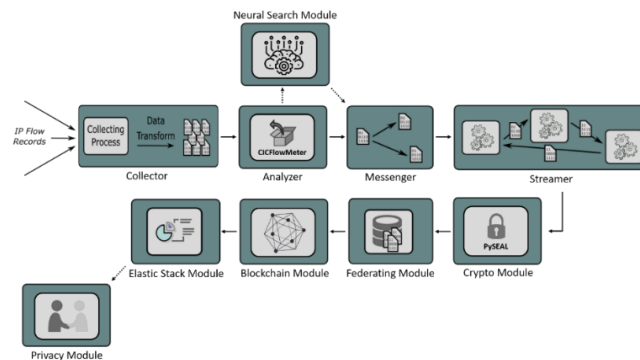 Neural Search Module
IP Flow
Records
Collecting
Process
Data
Transform
Collector
CICFlowMeter
Analyzer
Messenger
Streamer
Elastic Stack Module
Blockchain Module
Federating Module
PySEAL
Crypto Module
Privacy Module